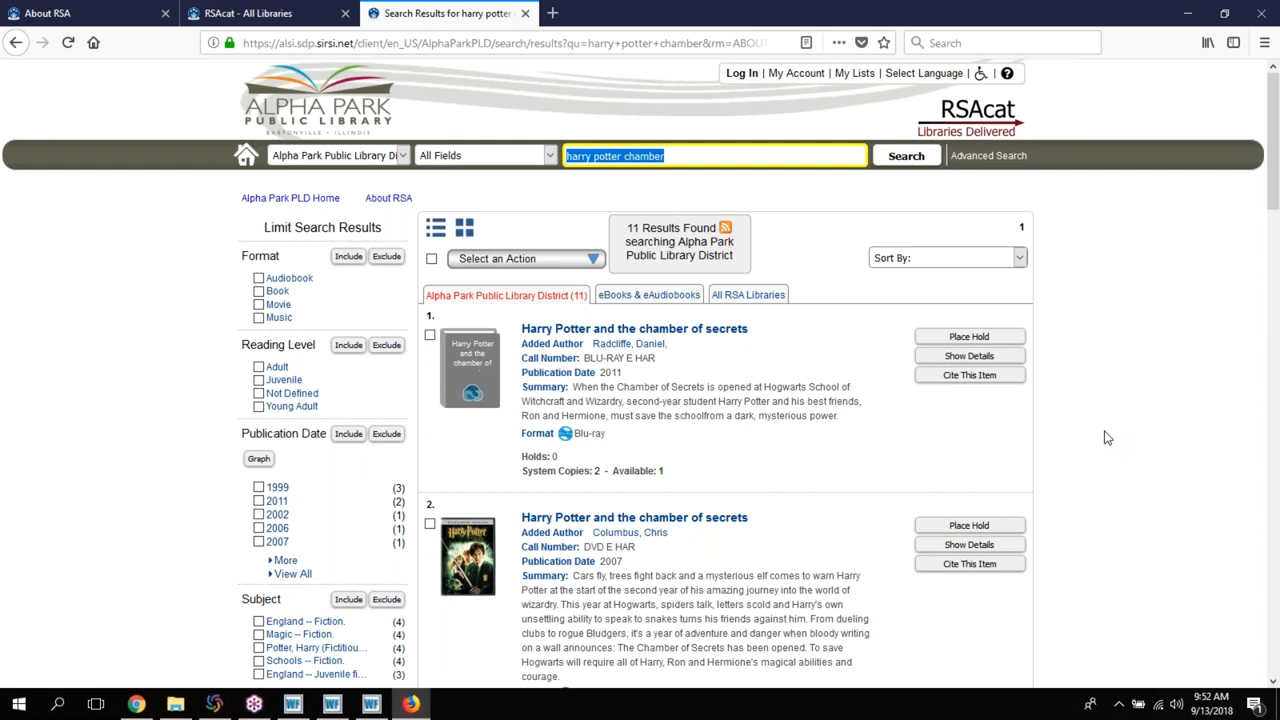 About RSA
RSAcat - All Libraries
Search Results for harry potter
https://alsi.sdp.sirsi.net/client/en_US/AlphaParkPLD/search/results?qu=harry+potter+chamber&rm=ABOU
Search
ALPHA PARK
PUBLIC LIBRARY
BARTONVILLE - ILLINOIS
Log In | My Account | My Lists | Select Language |
RSAcat
Libraries Delivered
Alpha Park Public Library Di
All Fields
harry potter chamber
Search
Advanced Search
Alpha Park PLD Home
About RSA
Limit Search Results
Format Include Exclude
Audiobook
Book
Movie
Music
Reading Level Include Exclude
Adult
Juvenile
Not Defined
Young Adult
Publication Date Include Exclude
Graph
1999 (3)
2011 (2)
2002 (1)
2006 (1)
2007 (1)
More
View All
Subject Include Exclude
England -- Fiction. (4)
Magic -- Fiction. (4)
Potter, Harry (Fictitiou... (4)
Schools -- Fiction. (4)
England -- Juvenile fi... (3)
Select an Action
11 Results Found
searching Alpha Park
Public Library District
1
Sort By:
Alpha Park Public Library District (11)
eBooks & eAudiobooks
All RSA Libraries
1.
Harry Potter
and the
chamber of
Harry Potter and the chamber of secrets
Added Author Radcliffe, Daniel,
Call Number: BLU-RAY E HAR
Publication Date 2011
Summary: When the Chamber of Secrets is opened at Hogwarts School of
Witchcraft and Wizardry, second-year student Harry Potter and his best friends,
Ron and Hermione, must save the schoolfrom a dark, mysterious power.
Format Blu-ray
Holds: 0
System Copies: 2 - Available: 1
Place Hold
Show Details
Cite This Item
2.
Harry Potter
Harry Potter and the chamber of secrets
Added Author Columbus, Chris
Call Number: DVD E HAR
Publication Date 2007
Summary: Cars fly, trees fight back and a mysterious elf comes to warn Harry
Potter at the start of the second year of his amazing journey into the world of
wizardry. This year at Hogwarts, spiders talk, letters scold and Harry's own
unsettling ability to speak to snakes turns his friends against him. From dueling
clubs to rogue Bludgers, it's a year of adventure and danger when bloody writing
on a wall announces: The Chamber of Secrets has been opened. To save
Hogwarts will require all of Harry, Ron and Hermione's magical abilities and
courage.
Place Hold
Show Details
Cite This Item
9:52 AM
9/13/2018